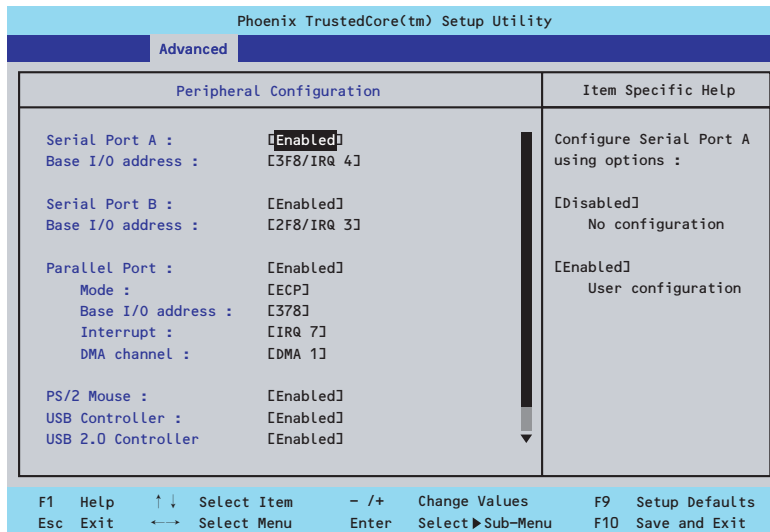 Phoenix TrustedCore(tm) Setup Utility
Advanced
Peripheral Configuration
Serial Port A : [Enabled]
Base I/O address : [3F8/IRQ 4]
Serial Port B : [Enabled]
Base I/O address : [2F8/IRQ 3]
Parallel Port : [Enabled]
Mode : [ECP]
Base I/O address : [378]
Interrupt : [IRQ 7]
DMA channel : [DMA 1]
PS/2 Mouse : [Enabled]
USB Controller : [Enabled]
USB 2.0 Controller [Enabled]
Item Specific Help
Configure Serial Port A
using options :
[Disabled]
No configuration
[Enabled]
User configuration
F1 Help ↑↓ Select Item - /+ Change Values F9 Setup Defaults
Esc Exit ←→ Select Menu Enter Select▶Sub-Menu F10 Save and Exit